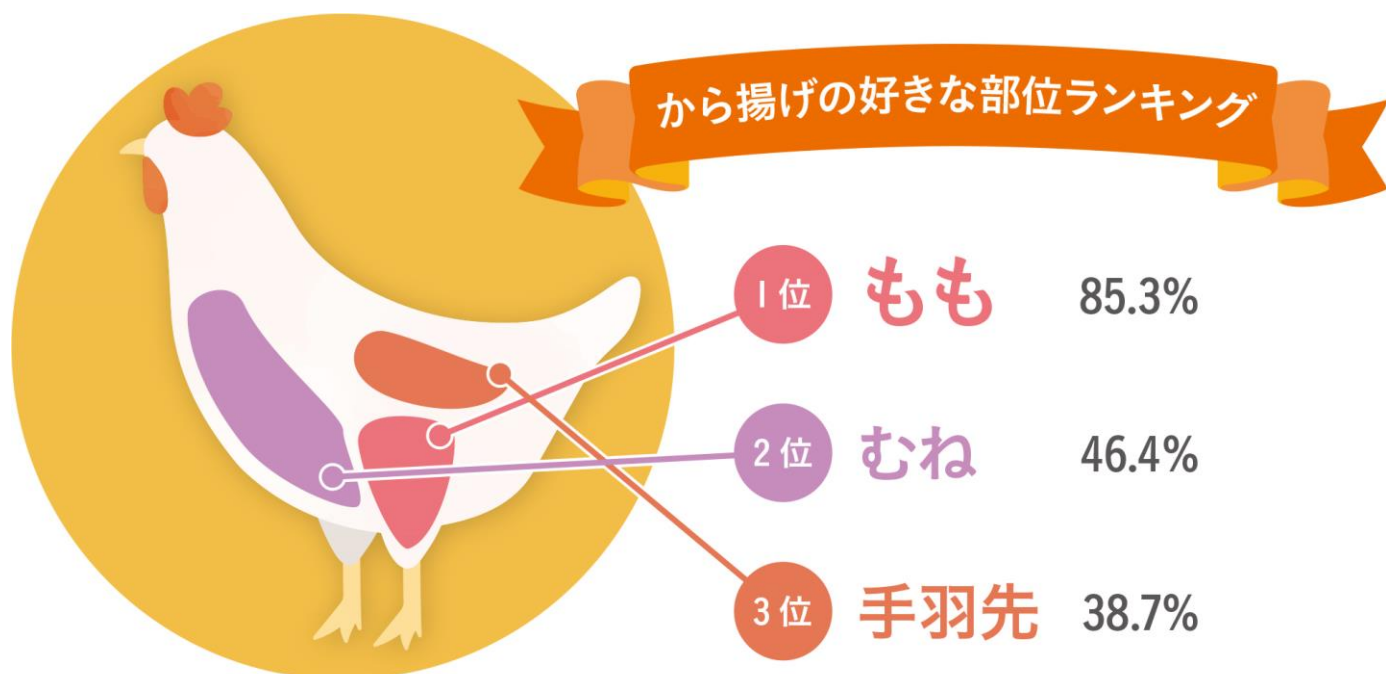 から揚げの好きな部位ランキング
1位 もも 85.3%
2位 むね 46.4%
3位 手羽先 38.7%